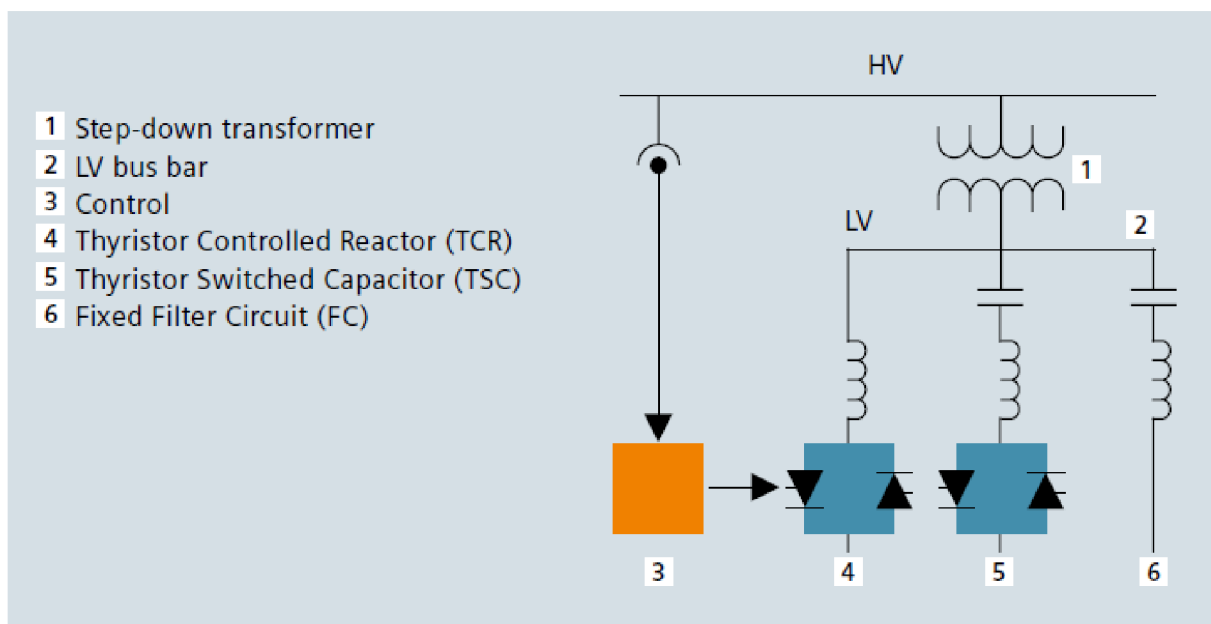 HV
1 Step-down transformer
2 LV bus bar
3 Control
4 Thyristor Controlled Reactor (TCR)
5 Thyristor Switched Capacitor (TSC)
6 Fixed Filter Circuit (FC)
1
LV
2
3
4
5
6